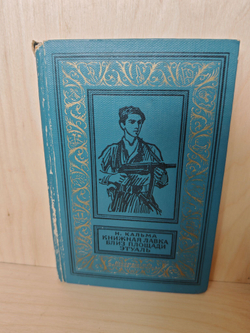 Н. КАЛЬМА
КНИЖНАЯ ЛАВКА
БЛИЗ ПЛОЩАДИ
ЭТУАЛЬ